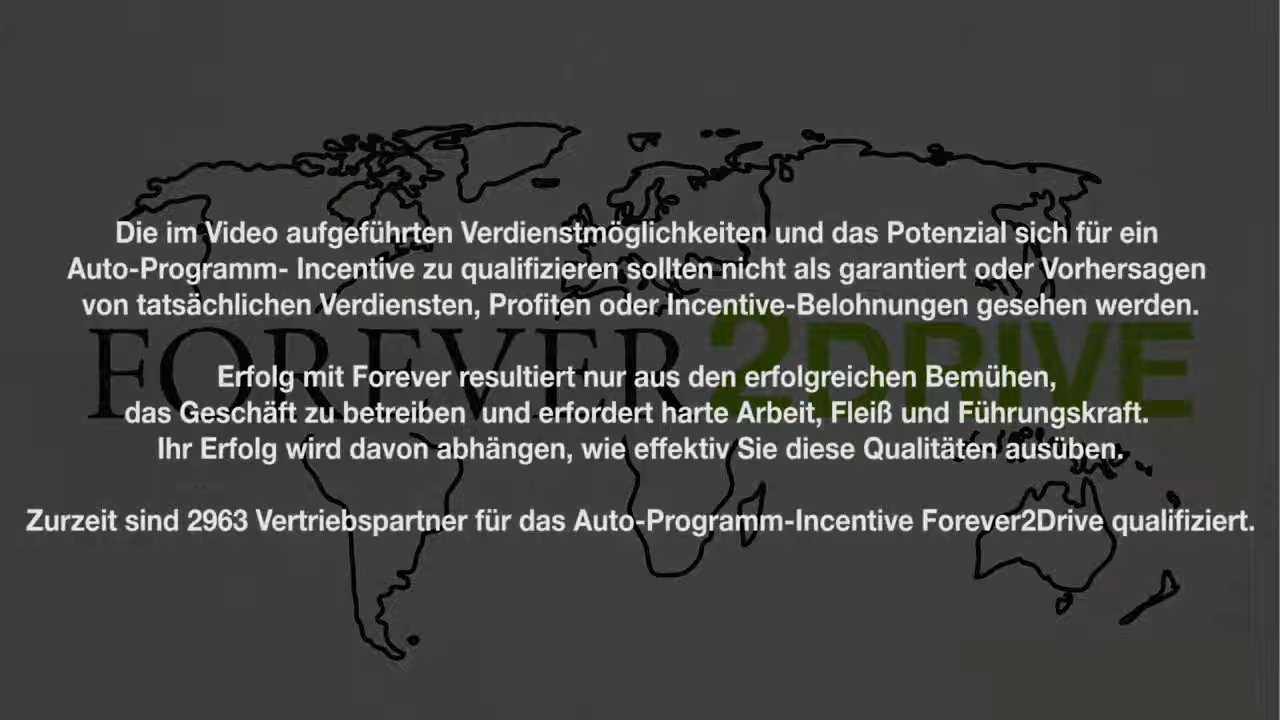 Die im Video aufgeführten Verdienstmöglichkeiten und das Potenzial sich für ein
Auto-Programm- Incentive zu qualifizieren sollten nicht als garantiert oder Vorhersagen
von tatsächlichen Verdiensten, Profiten oder Incentive-Belohnungen gesehen werden.
FOREVER2DRIVE
Erfolg mit Forever resultiert nur aus den erfolgreichen Bemühen,
das Geschäft zu betreiben und erfordert harte Arbeit, Fleiß und Führungskraft.
Ihr Erfolg wird davon abhängen, wie effektiv Sie diese Qualitäten ausüben.
Zurzeit sind 2963 Vertriebspartner für das Auto-Programm-Incentive Forever2Drive qualifiziert.